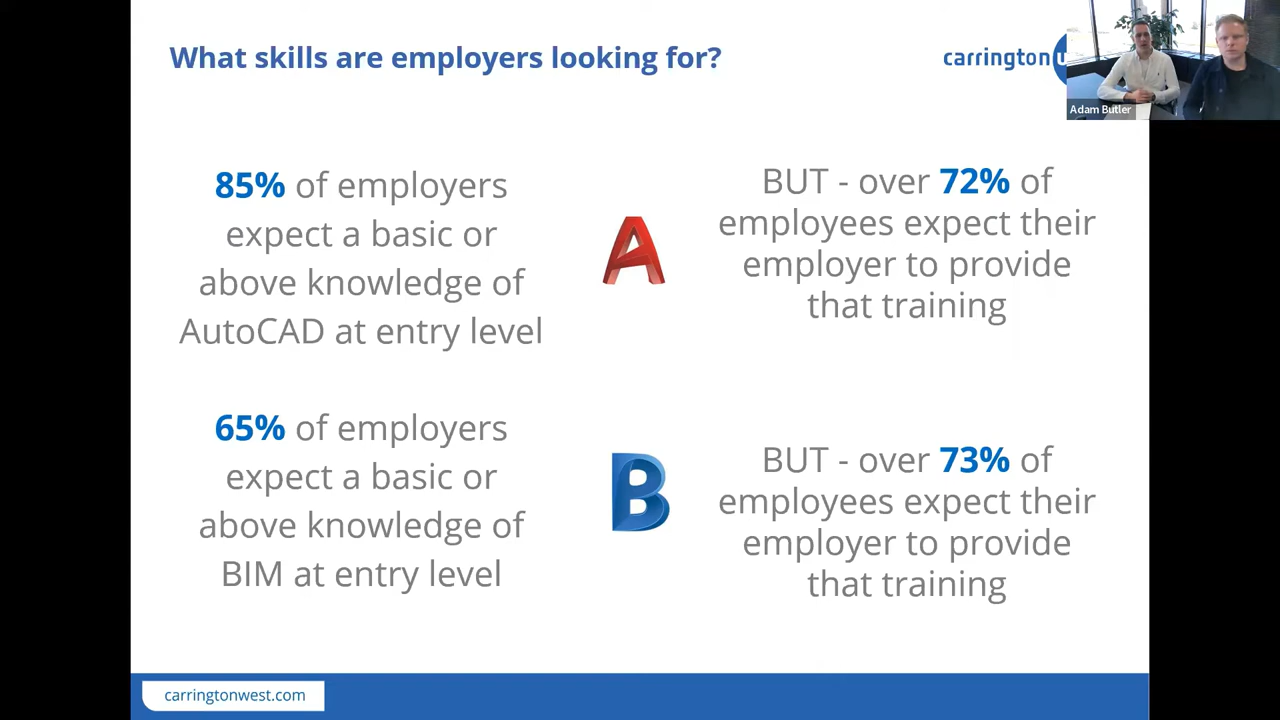 What skills are employers looking for?
carrington
Adam Butler
85% of employers
expect a basic or
above knowledge of
AutoCAD at entry level
BUT - over 72% of
employees expect their
employer to provide
that training
65% of employers
expect a basic or
above knowledge of
BIM at entry level
BUT - over 73% of
employees expect their
employer to provide
that training
carringtonwest.com